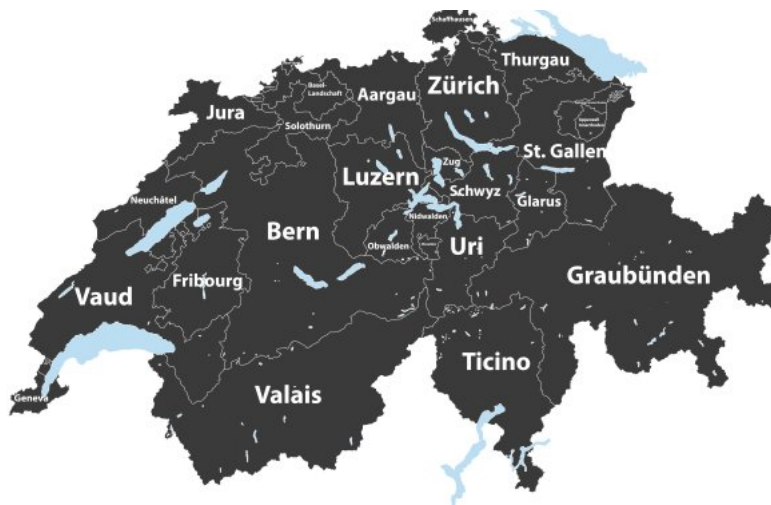 Schaffhausen
Thurgau
Zürich
Basel-
Landschaft
Aargau
Jura
Solothurn
St. Gallen
Zug
Luzern
Schwyz
Neuchâtel
Glarus
Nidwalden
Bern
Obwalden
Uri
Graubünden
Fribourg
Vaud
Ticino
Valais
Geneva